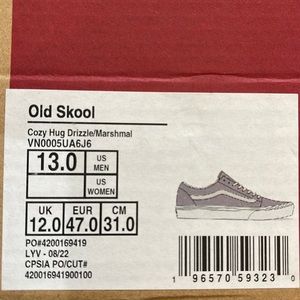 Old Skool
Cozy Hug Drizzle/Marshmal
VN0005UA6J6
13.0 US MEN
US WOMEN
UK EUR CM
12.0 47.0 31.0
PO#4200169419
LYV - 08/22
CPSIA PO/CUT#
420016941900100
1 96570 59323 0